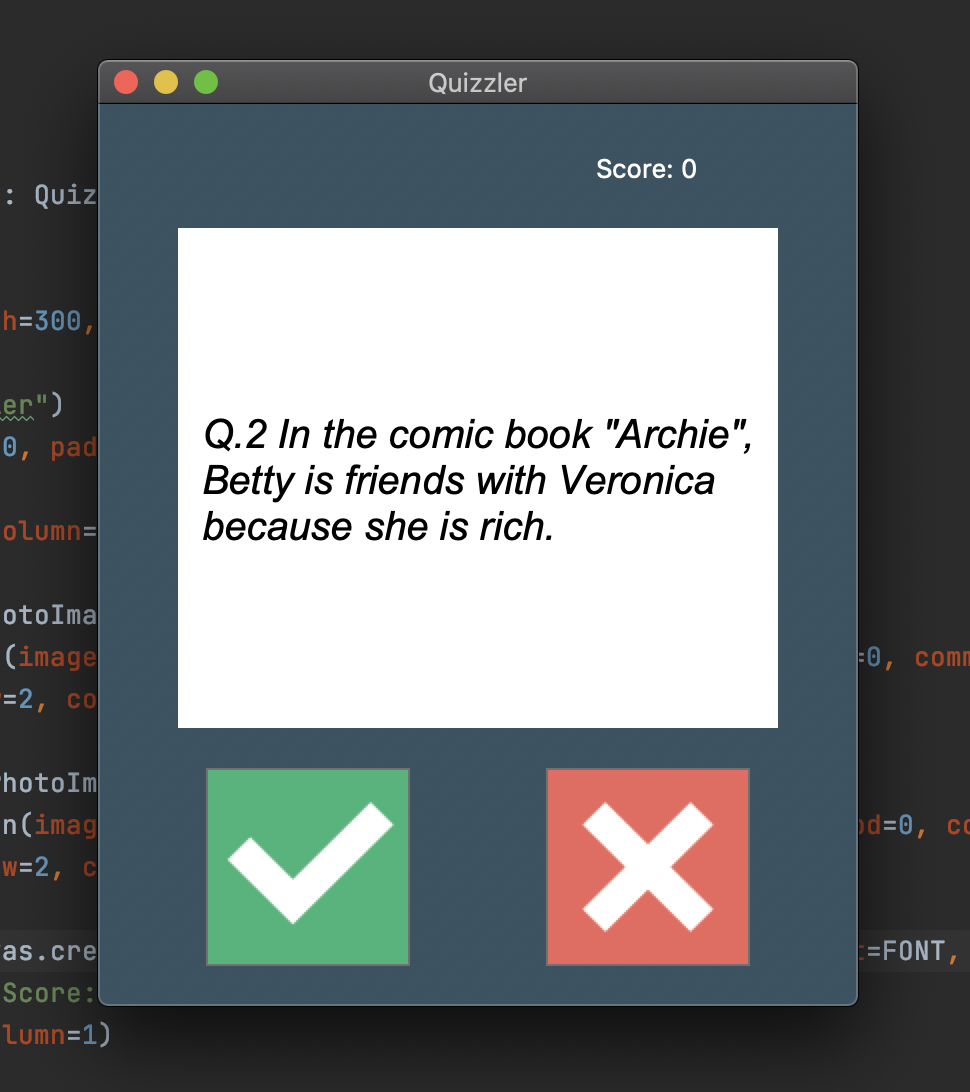 Quizzler
: Quiz
Score: 0
h=300,
er")
0, pad
Q.2 In the comic book "Archie",
Betty is friends with Veronica
because she is rich.
olumn=
otoIma
(image
=0, comm
=2, co
hotoIm
n(imag
od=0, co
w=2, c
as.cre
t=FONT,
Score:
lumn=1)